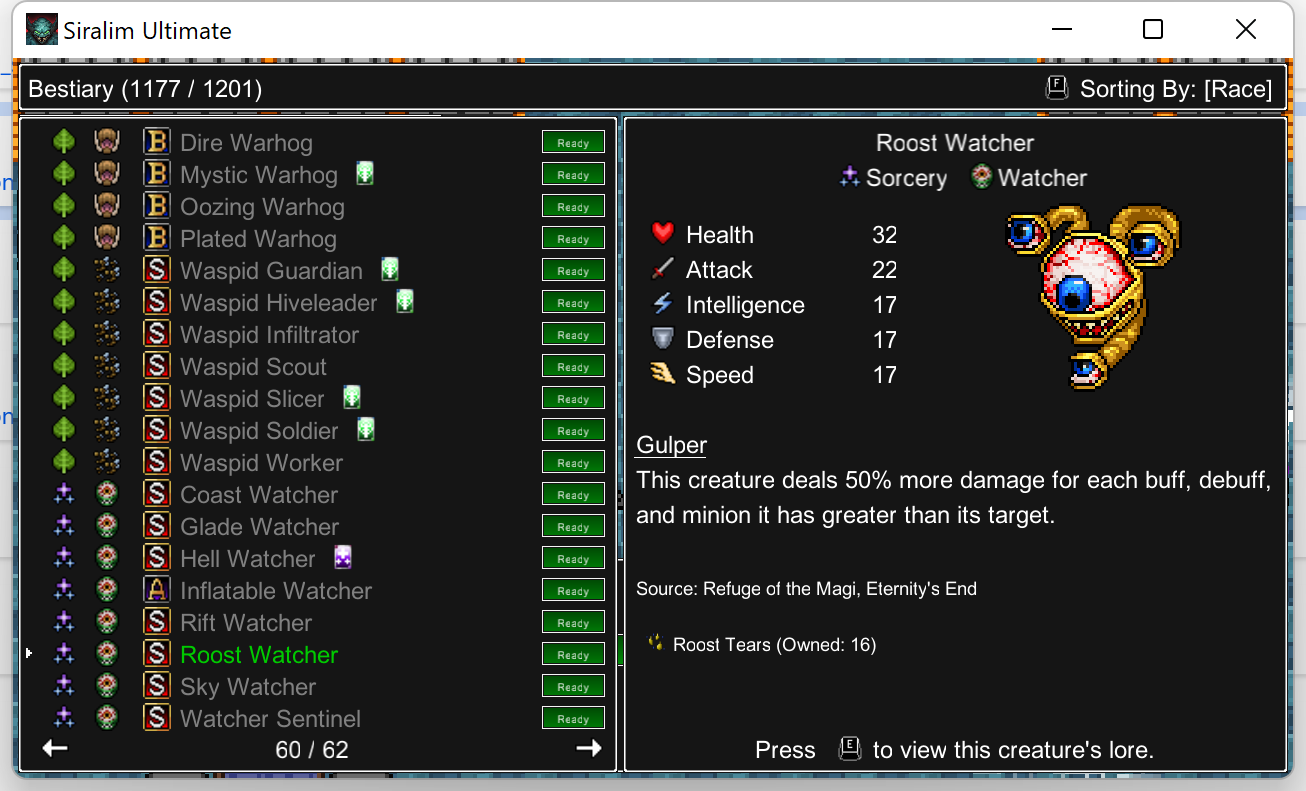 Siralim Ultimate
Bestiary (1177 / 1201)
F Sorting By: [Race]
B Dire Warhog Ready
B Mystic Warhog Ready
B Oozing Warhog Ready
B Plated Warhog Ready
S Waspid Guardian Ready
S Waspid Hiveleader Ready
S Waspid Infiltrator Ready
S Waspid Scout Ready
S Waspid Slicer Ready
S Waspid Soldier Ready
S Waspid Worker Ready
S Coast Watcher Ready
S Glade Watcher Ready
S Hell Watcher Ready
A Inflatable Watcher Ready
S Rift Watcher Ready
S Roost Watcher Ready
S Sky Watcher Ready
S Watcher Sentinel Ready
60 / 62
Roost Watcher
Sorcery Watcher
Health 32
Attack 22
Intelligence 17
Defense 17
Speed 17
Gulper
This creature deals 50% more damage for each buff, debuff,
and minion it has greater than its target.
Source: Refuge of the Magi, Eternity's End
Roost Tears (Owned: 16)
Press E to view this creature's lore.